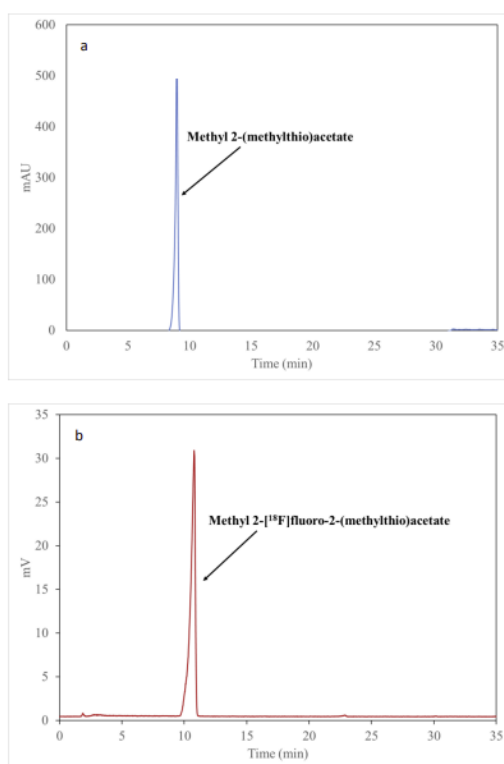 a
600
500
400
300
200
100
0
mAU
Methyl 2-(methylthio)acetate
0 5 10 15 20 25 30 35
Time (min)
b
35
30
25
20
15
10
5
0
mV
Methyl 2-[¹⁸F]fluoro-2-(methylthio)acetate
0 5 10 15 20 25 30 35
Time (min)